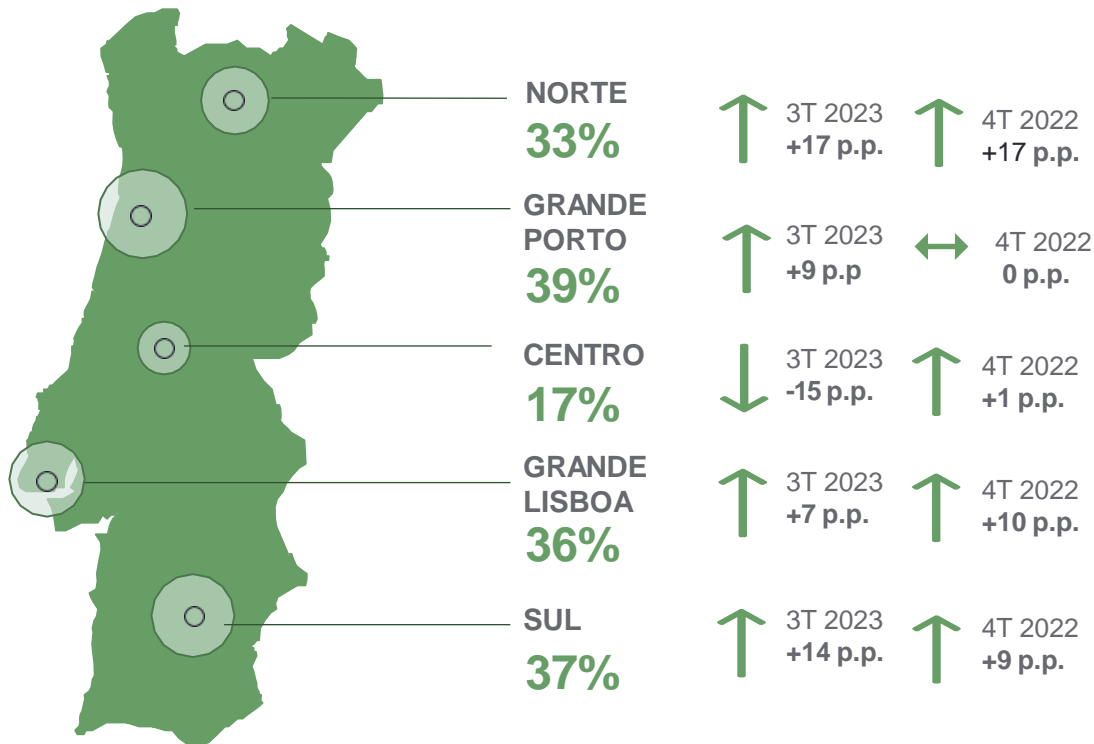 NORTE
33%
3T 2023
+17 p.p.
4T 2022
+17 p.p.
GRANDE
PORTO
39%
3T 2023
+9 p.p
4T 2022
0 p.p.
CENTRO
17%
3T 2023
-15 p.p.
4T 2022
+1 p.p.
GRANDE
LISBOA
36%
3T 2023
+7 p.p.
4T 2022
+10 p.p.
SUL
37%
3T 2023
+14 p.p.
4T 2022
+9 p.p.